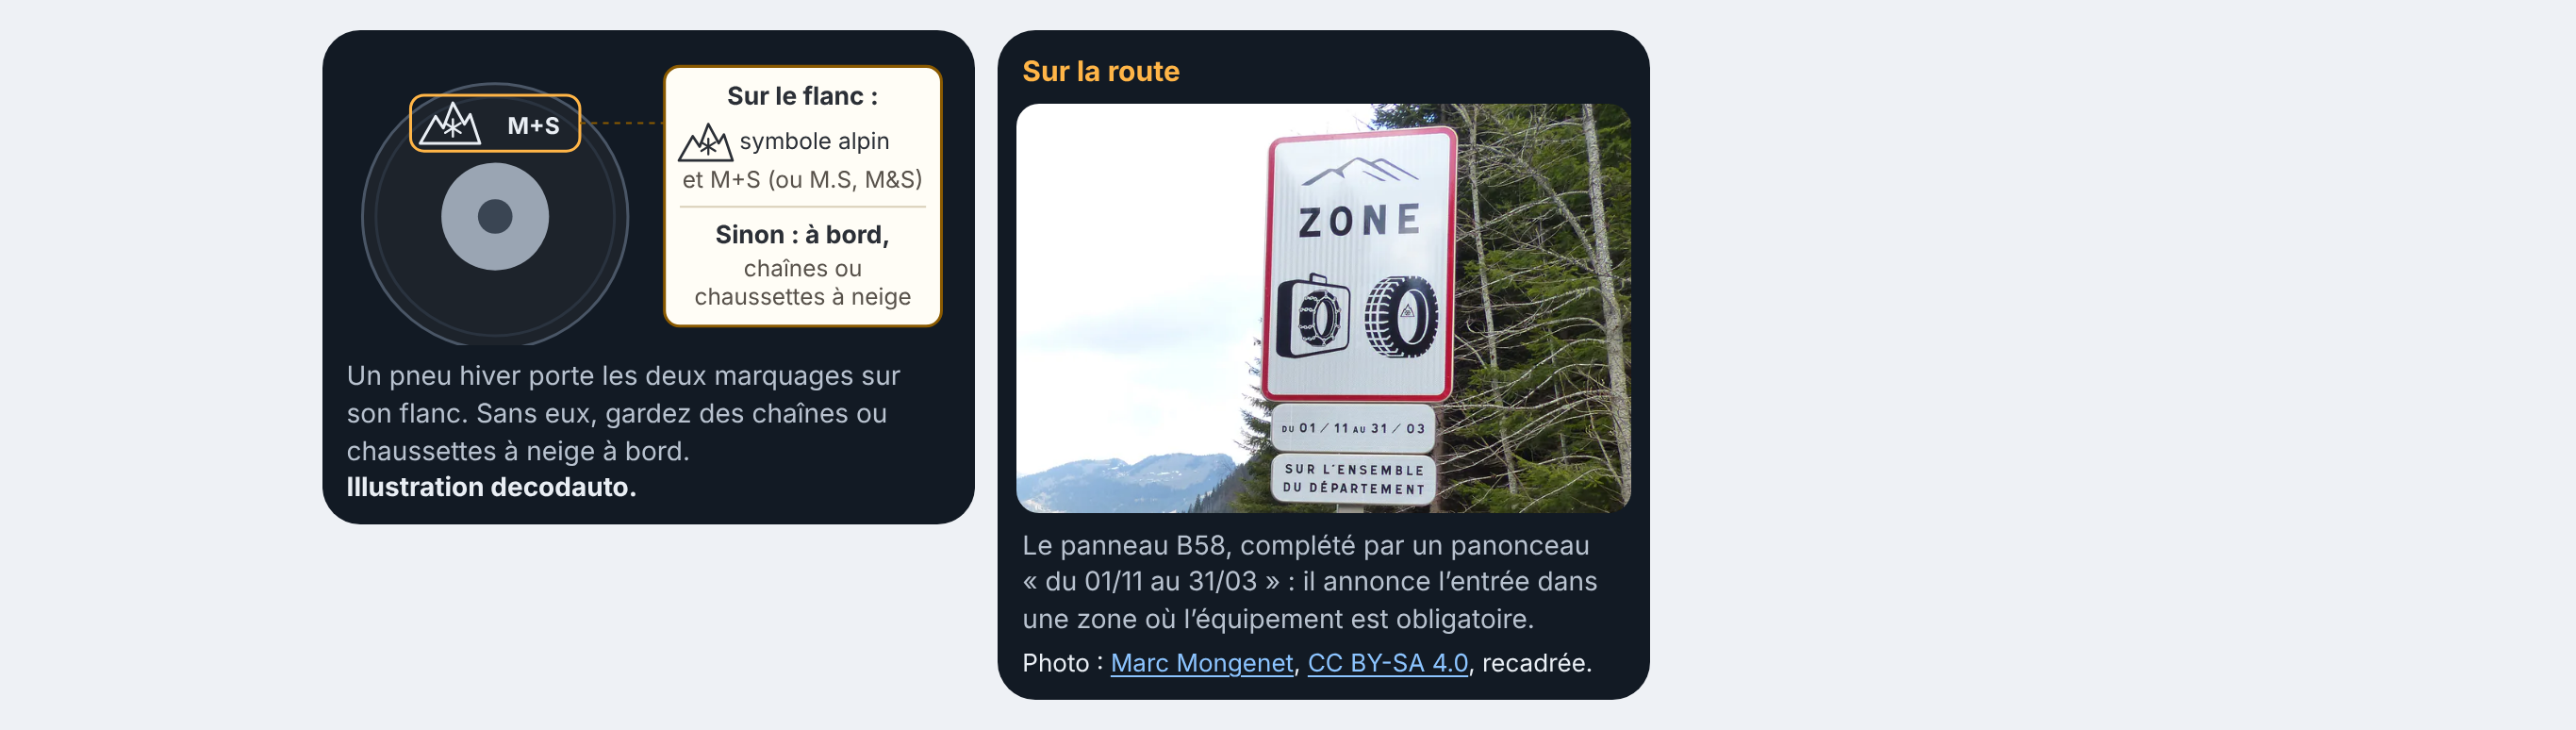 M+S
Sur le flanc :
symbole alpin
et M+S (ou M.S, M&S)
Sinon : à bord,
chaînes ou
chaussettes à neige
Un pneu hiver porte les deux marquages sur
son flanc. Sans eux, gardez des chaînes ou
chaussettes à neige à bord.
Illustration decodauto.
Sur la route
ZONE
DU 01 / 11 AU 31 / 03
SUR L'ENSEMBLE
DU DÉPARTEMENT
Le panneau B58, complété par un panonceau
« du 01/11 au 31/03 » : il annonce l’entrée dans
une zone où l’équipement est obligatoire.
Photo : Marc Mongenet, CC BY-SA 4.0, recadrée.